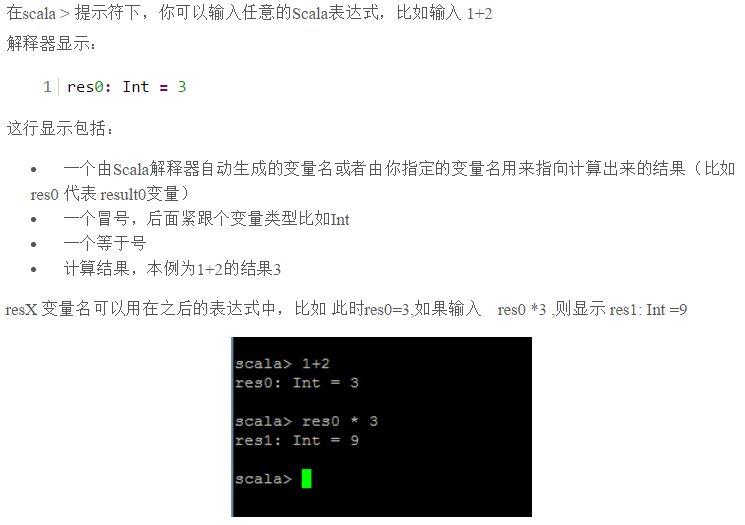 在scala > 提示符下，你可以输入任意的Scala表达式，比如输入 1+2
解释器显示：
1 res0: Int = 3
这行显示包括：
• 一个由Scala解释器自动生成的变量名或者由你指定的变量名用来指向计算出来的结果（比如
res0 代表 result0变量）
• 一个冒号，后面紧跟个变量类型比如Int
• 一个等于号
• 计算结果，本例为1+2的结果3
resX 变量名可以用在之后的表达式中，比如 此时res0=3,如果输入 res0 *3 ,则显示 res1: Int =9
scala> 1+2
res0: Int = 3
scala> res0 * 3
res1: Int = 9
scala>